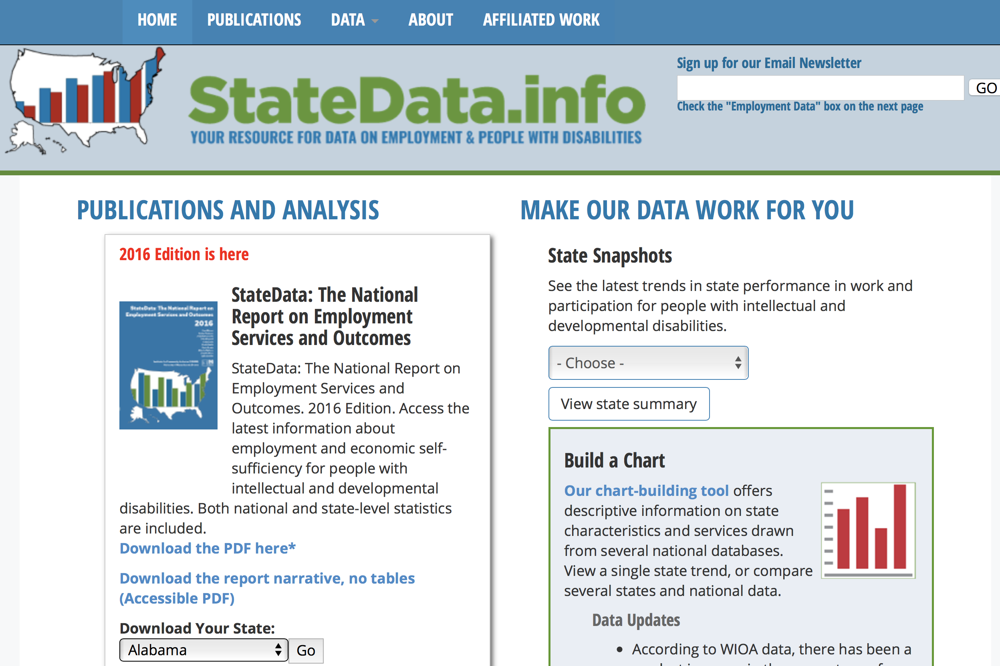 HOME PUBLICATIONS DATA ABOUT AFFILIATED WORK
StateData.info
YOUR RESOURCE FOR DATA ON EMPLOYMENT & PEOPLE WITH DISABILITIES
Sign up for our Email Newsletter
GO
Check the "Employment Data" box on the next page
PUBLICATIONS AND ANALYSIS
2016 Edition is here
StateData: The National Report on
Employment Services and Outcomes
2016
StateData: The National
Report on Employment
Services and Outcomes
StateData: The National Report on
Employment Services and
Outcomes. 2016 Edition. Access the
latest information about
employment and economic self-
sufficiency for people with
intellectual and developmental
disabilities. Both national and state-level statistics
are included.
Download the PDF here*
Download the report narrative, no tables
(Accessible PDF)
Download Your State:
Alabama Go
MAKE OUR DATA WORK FOR YOU
State Snapshots
See the latest trends in state performance in work and
participation for people with intellectual and
developmental disabilities.
- Choose -
View state summary
Build a Chart
Our chart-building tool offers
descriptive information on state
characteristics and services drawn
from several national databases.
View a single state trend, or compare
several states and national data.
Data Updates
• According to WIOA data, there has been a